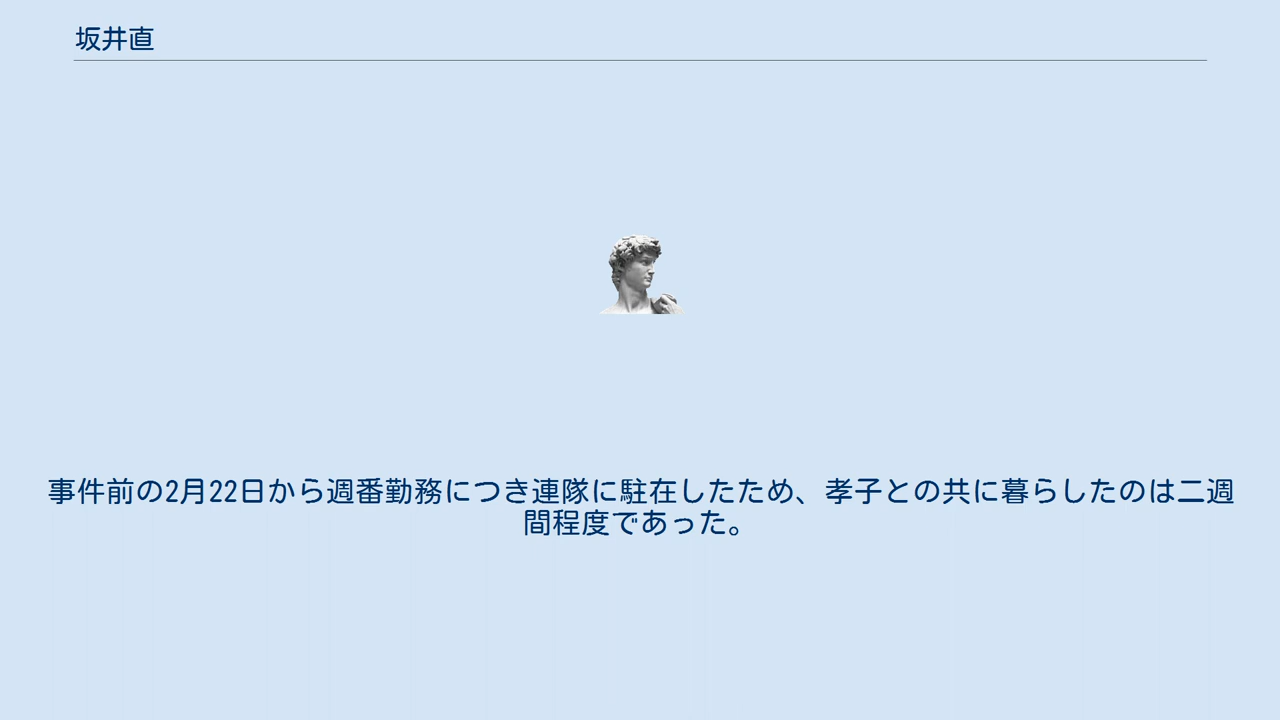 坂井直
事件前の2月22日から週番勤務につき連隊に駐在したため、孝子との共に暮らしたのは二週
間程度であった。